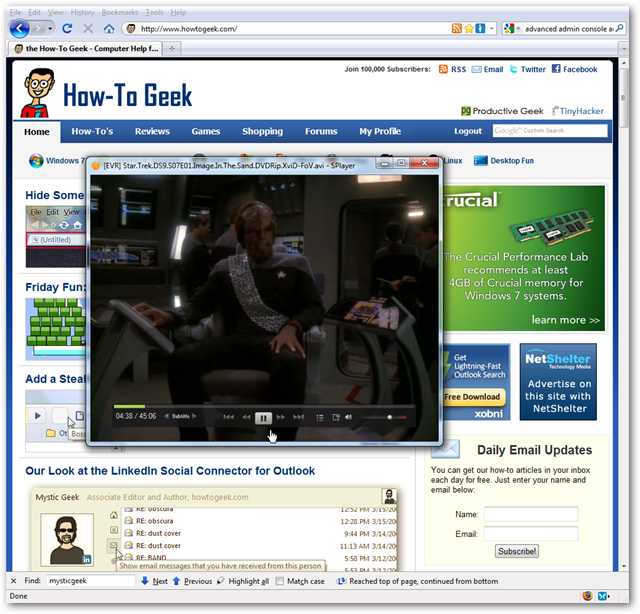 File Edit View History Bookmarks Tools Help
http://www.howtogeek.com/
advanced admin console a
the How-To Geek - Computer Help f...
Join 100,000 Subscribers: RSS Email Twitter Facebook
How-To Geek
Productive Geek TinyHacker
Home How-To's Reviews Games Shopping Forums My Profile Logout Google™ Custom Search
Windows 7 Linux Desktop Fun
[EVR] Star.Trek.DS9.S07E01.Image.In.The.Sand.DVDRip.XviD-FoV.avi - SPlayer
Hide Some
File Edit View
(Untitled)
Friday Fun:
Add a Steal
Bos
Ot
04:38 / 45:06 Subtitle
crucial
The Crucial Performance Lab
recommends at least
4GB of Crucial memory for
Windows 7 systems.
learn more >>
Get
Lightning-Fast
Outlook Search
Free Download
xobni
NetShelter
Technology Media
Advertise on
this site with
NetShelter
Daily Email Updates
You can get our how-to articles in your inbox
each day for free. Just enter your name and
email below:
Name:
Email:
Subscribe!
Our Look at the LinkedIn Social Connector for Outlook
Mystic Geek Associate Editor and Author, howtogeek.com
RE: obscura 12:52 PM 3/15/200
RE: obscura 12:28 PM 3/15/200
RE: dust cover 9:44 AM 3/15/200
RE: dust cover 11:13 AM 3/14/200
RE: BAND
Show email messages that you have received from this person
in
Find: mysticgeek Next Previous Highlight all Match case Reached top of page, continued from bottom
Done